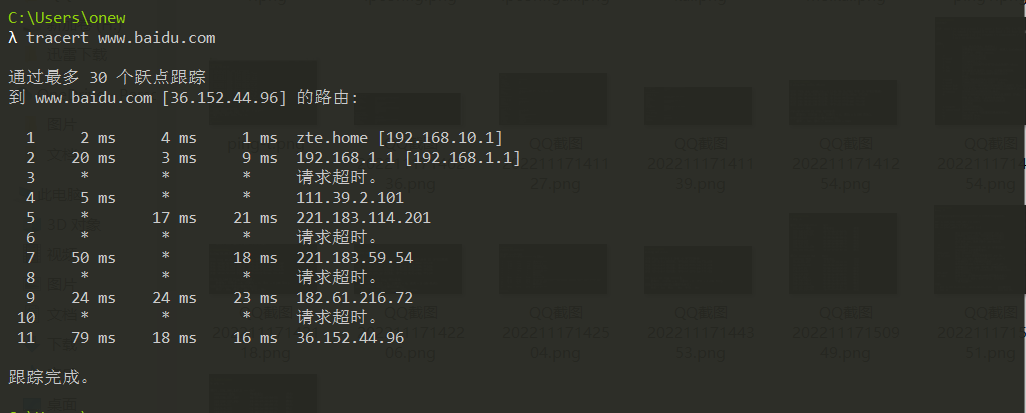 C:\Users\onew
λ tracert www.baidu.com
通过最多 30 个跃点跟踪
到 www.baidu.com [36.152.44.96] 的路由:
1 2 ms 4 ms 1 ms zte.home [192.168.10.1]
2 20 ms 3 ms 9 ms 192.168.1.1 [192.168.1.1]
3 * * * 请求超时。
4 5 ms * * 111.39.2.101
5 * 17 ms 21 ms 221.183.114.201
6 * * * 请求超时。
7 50 ms * 18 ms 221.183.59.54
8 * * * 请求超时。
9 24 ms 24 ms 23 ms 182.61.216.72
10 * * * 请求超时。
11 79 ms 18 ms 16 ms 36.152.44.96
跟踪完成。